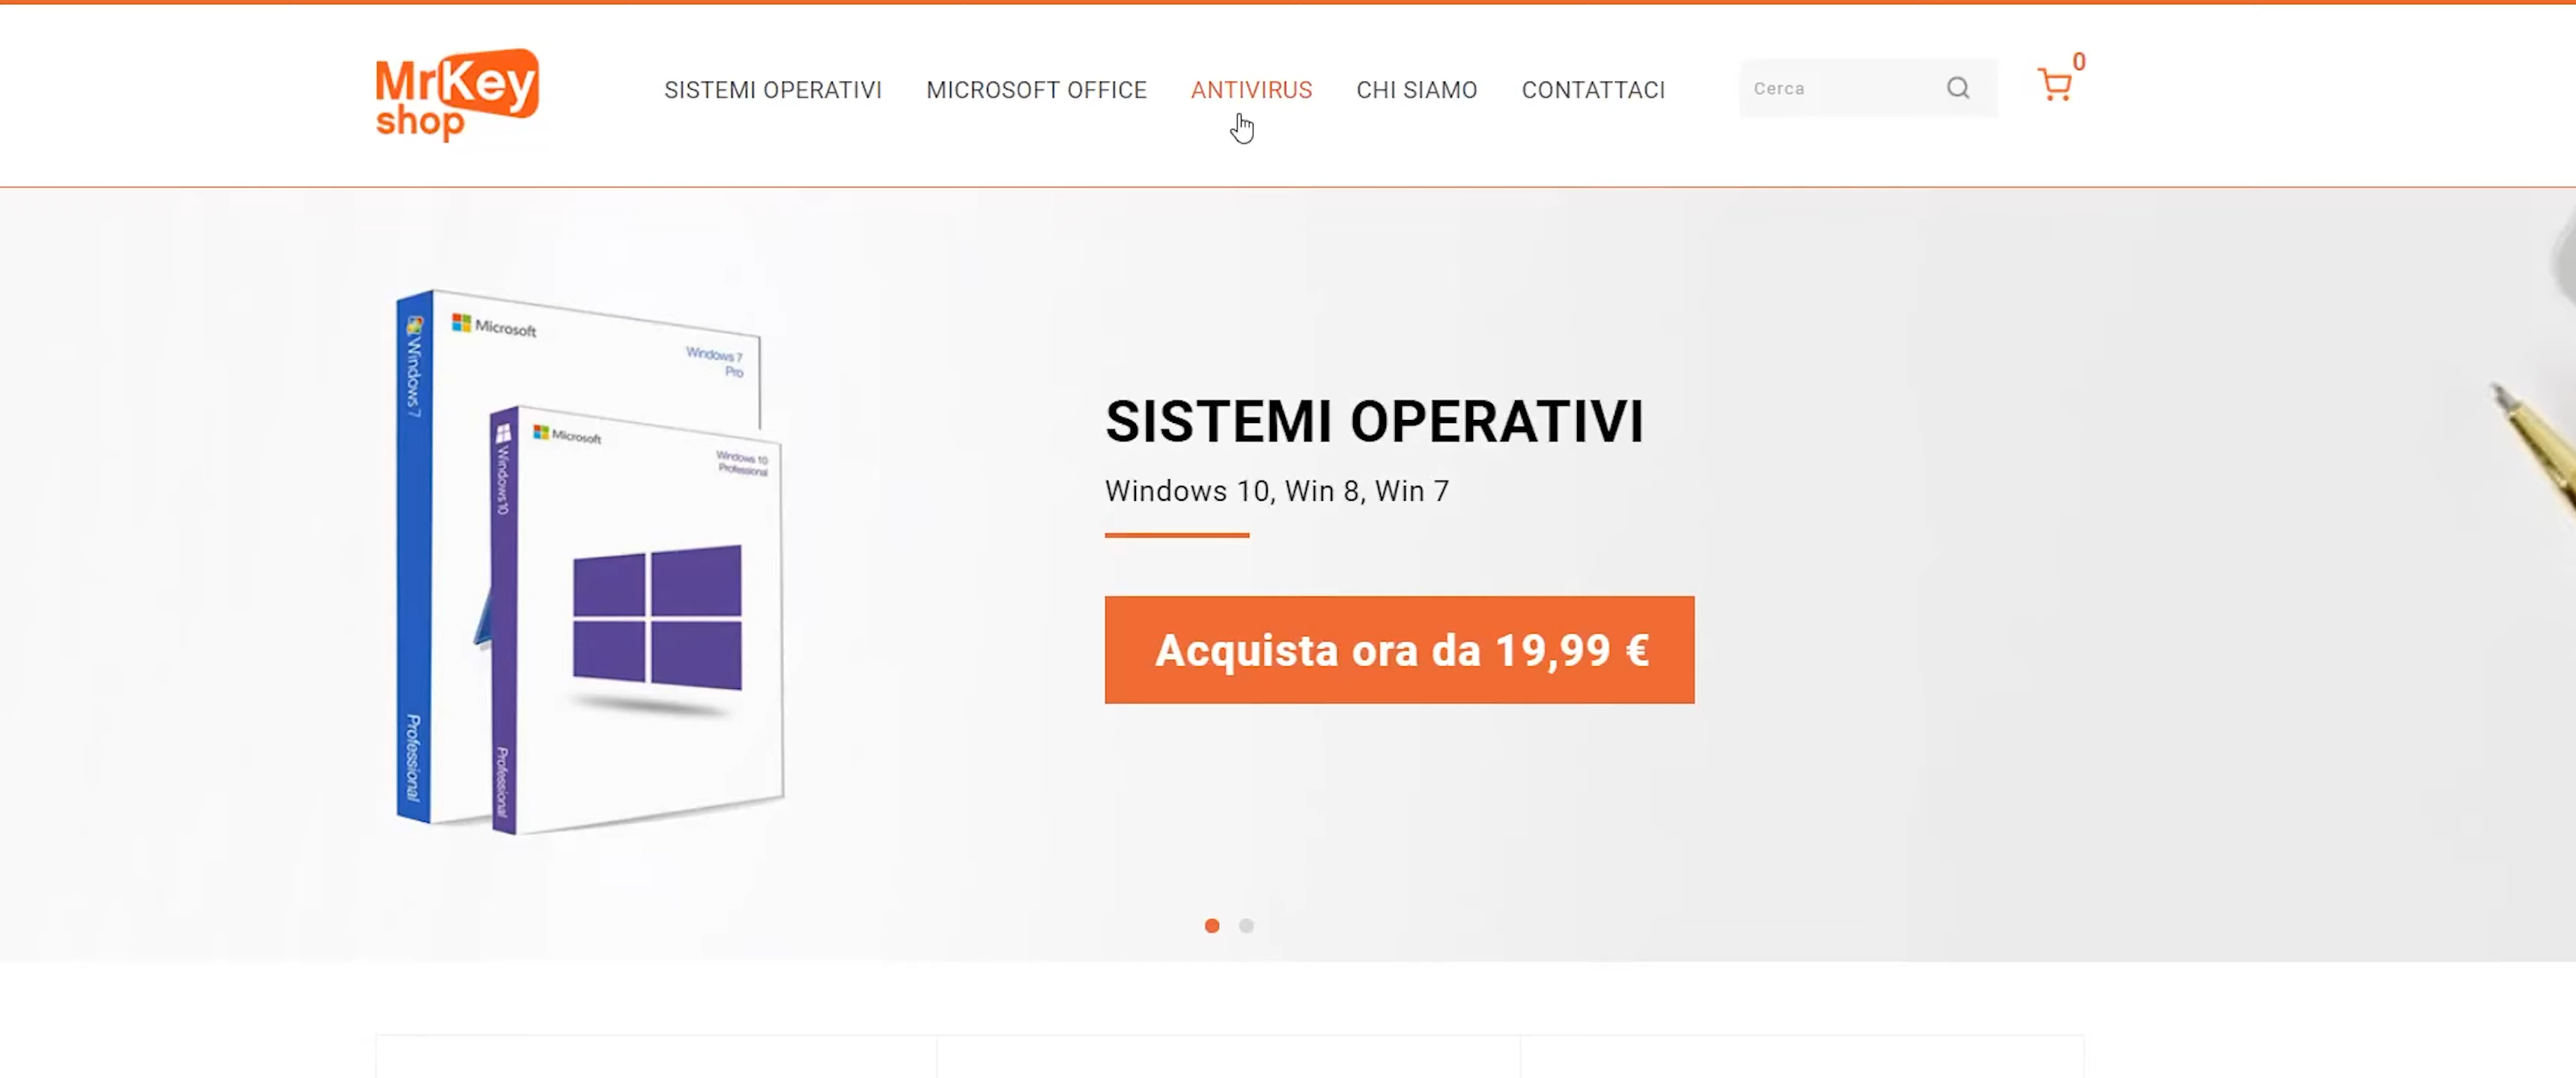 MrKey
shop
SISTEMI OPERATIVI
MICROSOFT OFFICE
ANTIVIRUS
CHI SIAMO
CONTATTACI
Cerca
0
Microsoft
Windows 7
Pro
Windows 7
Professional
Microsoft
Windows 10
Professional
Windows 10
Professional
SISTEMI OPERATIVI
Windows 10, Win 8, Win 7
Acquista ora da 19,99 €